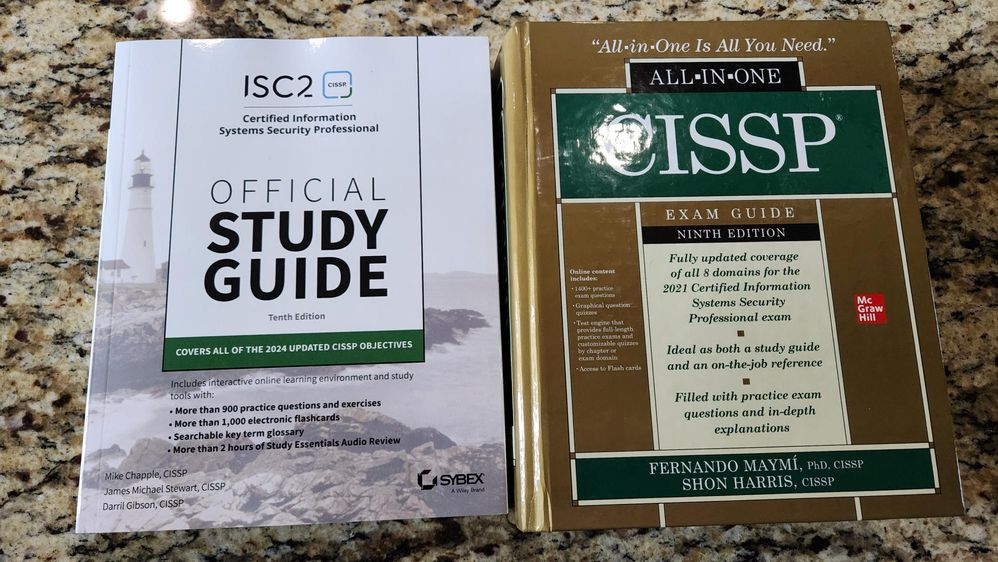 ISC2 CISSP
Certified Information
Systems Security Professional
OFFICIAL
STUDY
GUIDE
Tenth Edition
COVERS ALL OF THE 2024 UPDATED CISSP OBJECTIVES
Includes interactive online learning environment and study
tools with:
• More than 900 practice questions and exercises
• More than 1,000 electronic flashcards
• Searchable key term glossary
• More than 2 hours of Study Essentials Audio Review
Mike Chapple, CISSP
James Michael Stewart, CISSP
Darril Gibson, CISSP
SYBEX
A Wiley Brand
“All-in-One Is All You Need.”
ALL-IN-ONE
CISSP®
EXAM GUIDE
NINTH EDITION
Fully updated coverage
of all 8 domains for the
2021 Certified Information
Systems Security
Professional exam
Ideal as both a study guide
and an on-the-job reference
Filled with practice exam
questions and in-depth
explanations
Online content
includes:
• 1400+ practice
exam questions
• Graphical question
quizzes
• Test engine that
provides full-length
practice exams and
customizable quizzes
by chapter or
exam domain
• Access to Flash cards
Mc
Graw
Hill
FERNANDO MAYMÍ, PhD, CISSP
SHON HARRIS, CISSP